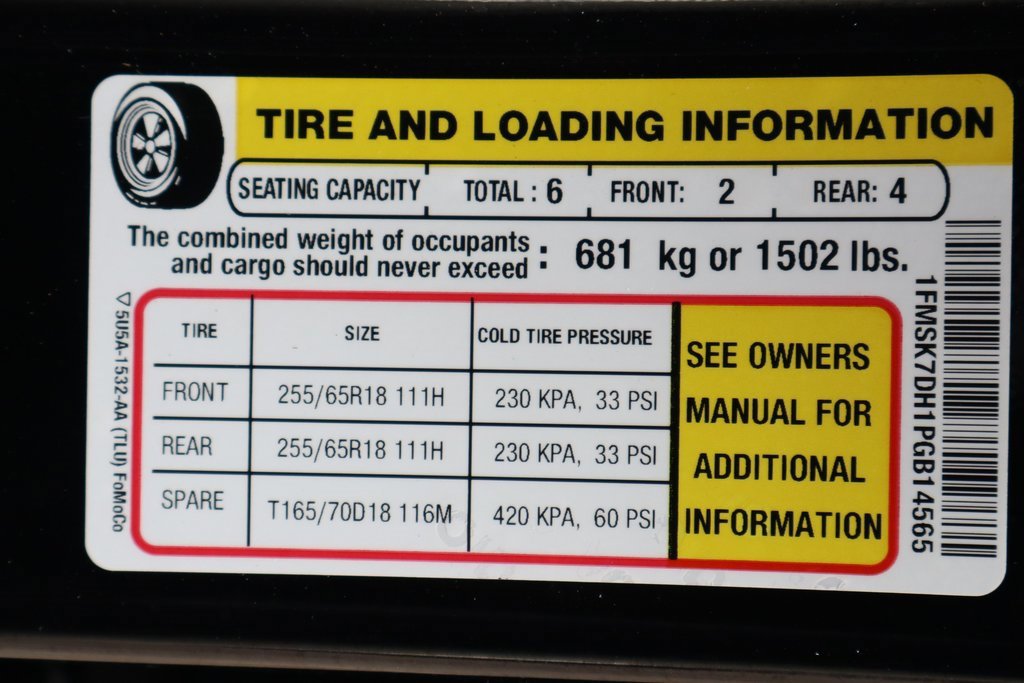 TIRE AND LOADING INFORMATION
SEATING CAPACITY TOTAL : 6 FRONT: 2 REAR: 4
The combined weight of occupants
and cargo should never exceed : 681 kg or 1502 lbs.
TIRE SIZE COLD TIRE PRESSURE
FRONT 255/65R18 111H 230 KPA, 33 PSI
REAR 255/65R18 111H 230 KPA, 33 PSI
SPARE T165/70D18 116M 420 KPA, 60 PSI
SEE OWNERS
MANUAL FOR
ADDITIONAL
INFORMATION
5U5A-1532-AA (TLU) FoMoCo
1FMSK7DH1PGB14565